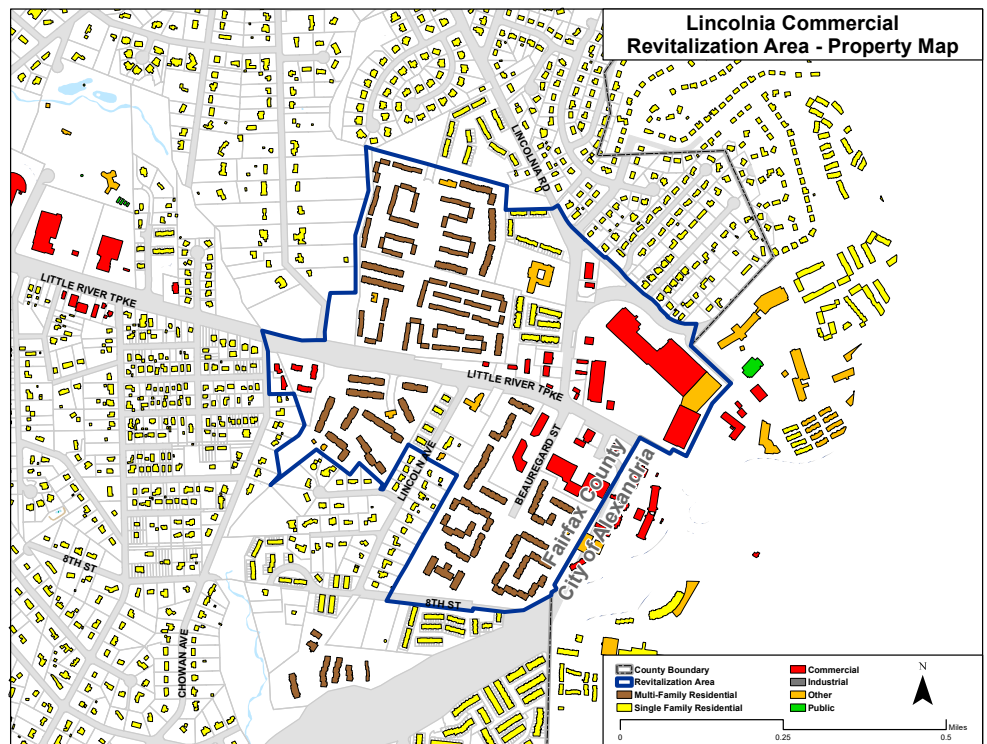 Lincolnia Commercial
Revitalization Area - Property Map
LINCOLNIA RD
LITTLE RIVER TPKE
LITTLE RIVER TPKE
LINCOLN AVE
BEAUREGARD ST
Fairfax County
City of Alexandria
8TH ST
8TH ST
CHOWAN AVE
County Boundary
Revitalization Area
Multi-Family Residential
Single Family Residential
Commercial
Industrial
Other
Public
N
0 0.25 0.5 Miles